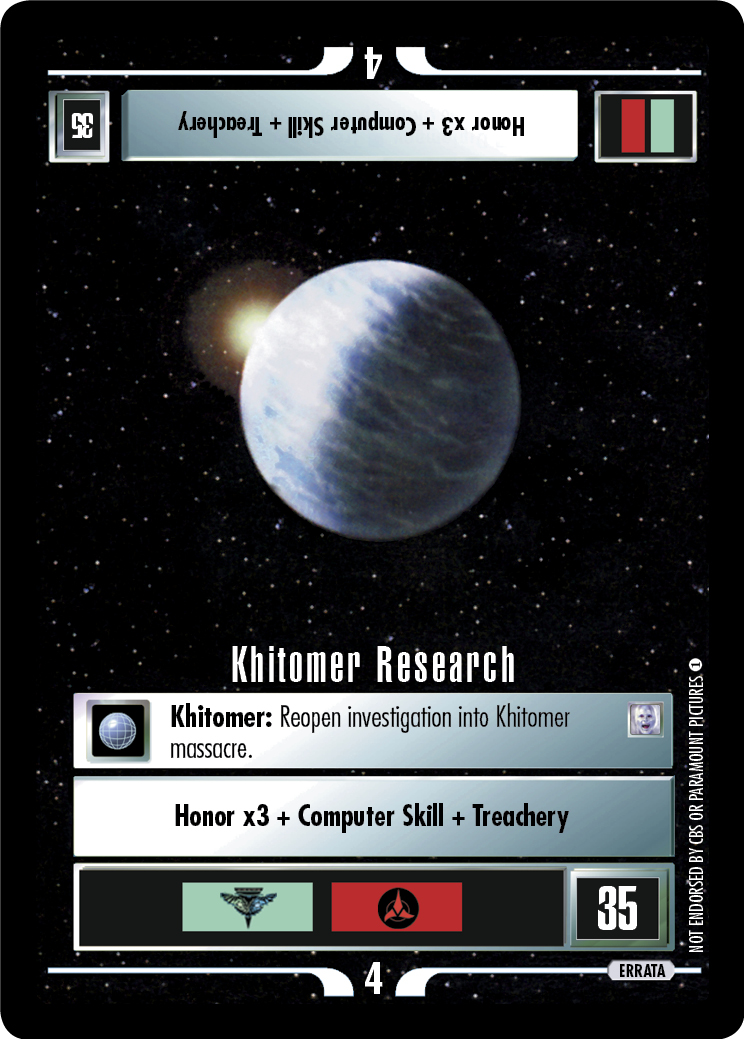 4
35
Honor x3 + Computer Skill + Treachery
Khitomer Research
Khitomer: Reopen investigation into Khitomer
massacre.
Honor x3 + Computer Skill + Treachery
35
4
ERRATA
NOT ENDORSED BY CBS OR PARAMOUNT PICTURES 1